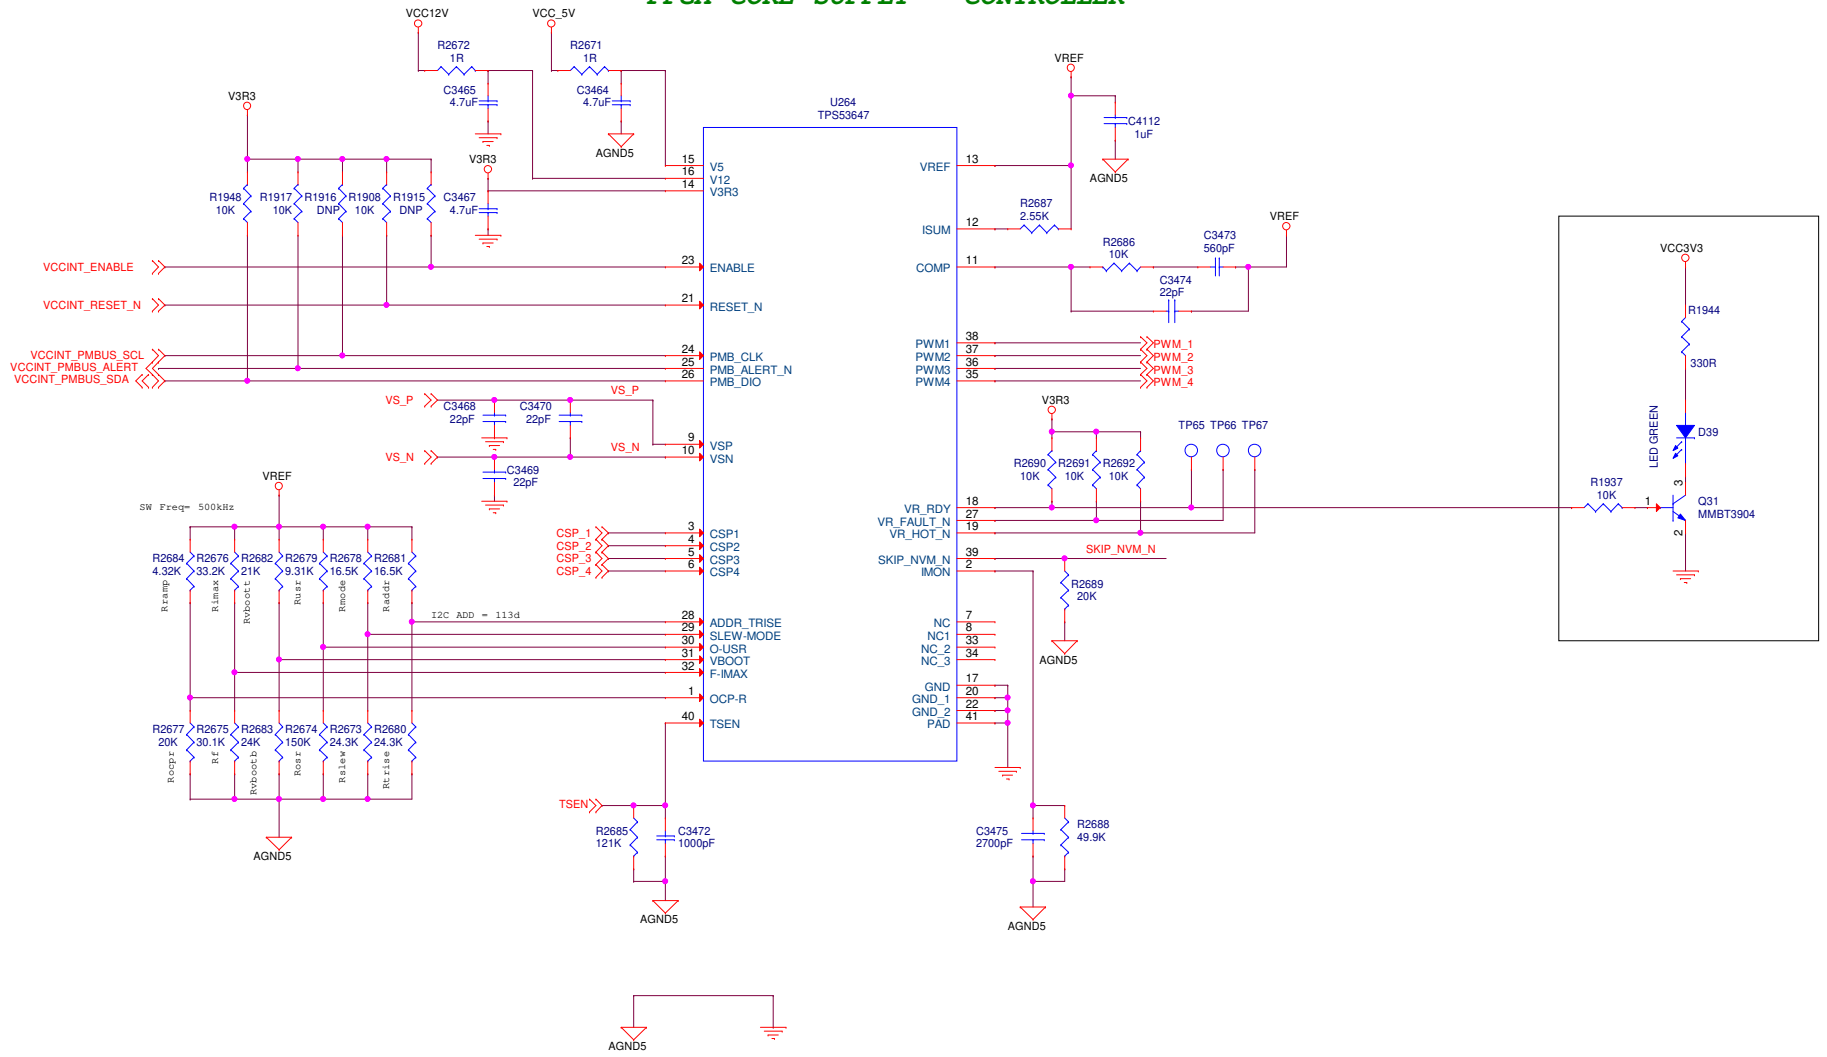 FPGA CORE SUPPLY - CONTROLLER
VCC12V
VCC_5V
R2672
1R
R2671
1R
C3465
4.7uF
C3464
4.7uF
AGND5
V3R3
V3R3
C3467
4.7uF
R1948
10K
R1917
10K
R1916
DNP
R1908
10K
R1915
DNP
U264
TPS53647
15 V5
16 V12
14 V3R3
VCCINT_ENABLE
23 ENABLE
VCCINT_RESET_N
21 RESET_N
VCCINT_PMBUS_SCL
24 PMB_CLK
VCCINT_PMBUS_ALERT
25 PMB_ALERT_N
VCCINT_PMBUS_SDA
26 PMB_DIO
VS_P
VS_P
C3468
22pF
C3470
22pF
9 VSP
VS_N
VS_N
10 VSN
C3469
22pF
CSP_1
3 CSP1
CSP_2
4 CSP2
CSP_3
5 CSP3
CSP_4
6 CSP4
VREF
SW Freq= 500kHz
R2684
4.32K
Rramp
R2676
33.2K
Rimax
R2682
21K
Rvboott
R2679
9.31K
Rusr
R2678
16.5K
Rmode
R2681
16.5K
Raddr
I2C ADD = 113d
28 ADDR_TRISE
29 SLEW-MODE
30 O-USR
31 VBOOT
32 F-IMAX
1 OCP-R
40 TSEN
R2677
20K
Rocpr
R2675
30.1K
Rf
R2683
24K
Rvbootb
R2674
150K
Rosr
R2673
24.3K
Rslew
R2680
24.3K
Rtrise
AGND5
TSEN
R2685
121K
C3472
1000pF
AGND5
VREF
C4112
1uF
AGND5
VREF 13
ISUM 12
R2687
2.55K
COMP 11
R2686
10K
C3473
560pF
VREF
C3474
22pF
PWM1 38 PWM_1
PWM2 37 PWM_2
PWM3 36 PWM_3
PWM4 35 PWM_4
V3R3
R2690
10K
R2691
10K
R2692
10K
TP65 TP66 TP67
VR_RDY 18
VR_FAULT_N 27
VR_HOT_N 19
SKIP_NVM_N 39
SKIP_NVM_N
IMON 2
R2689
20K
AGND5
NC 7
NC1 8
NC_2 33
NC_3 34
GND 17
GND_1 20
GND_2 22
PAD 41
C3475
2700pF
R2688
49.9K
AGND5
VCC3V3
R1944
330R
LED GREEN
D39
R1937
10K
1
3
2
Q31
MMBT3904
AGND5